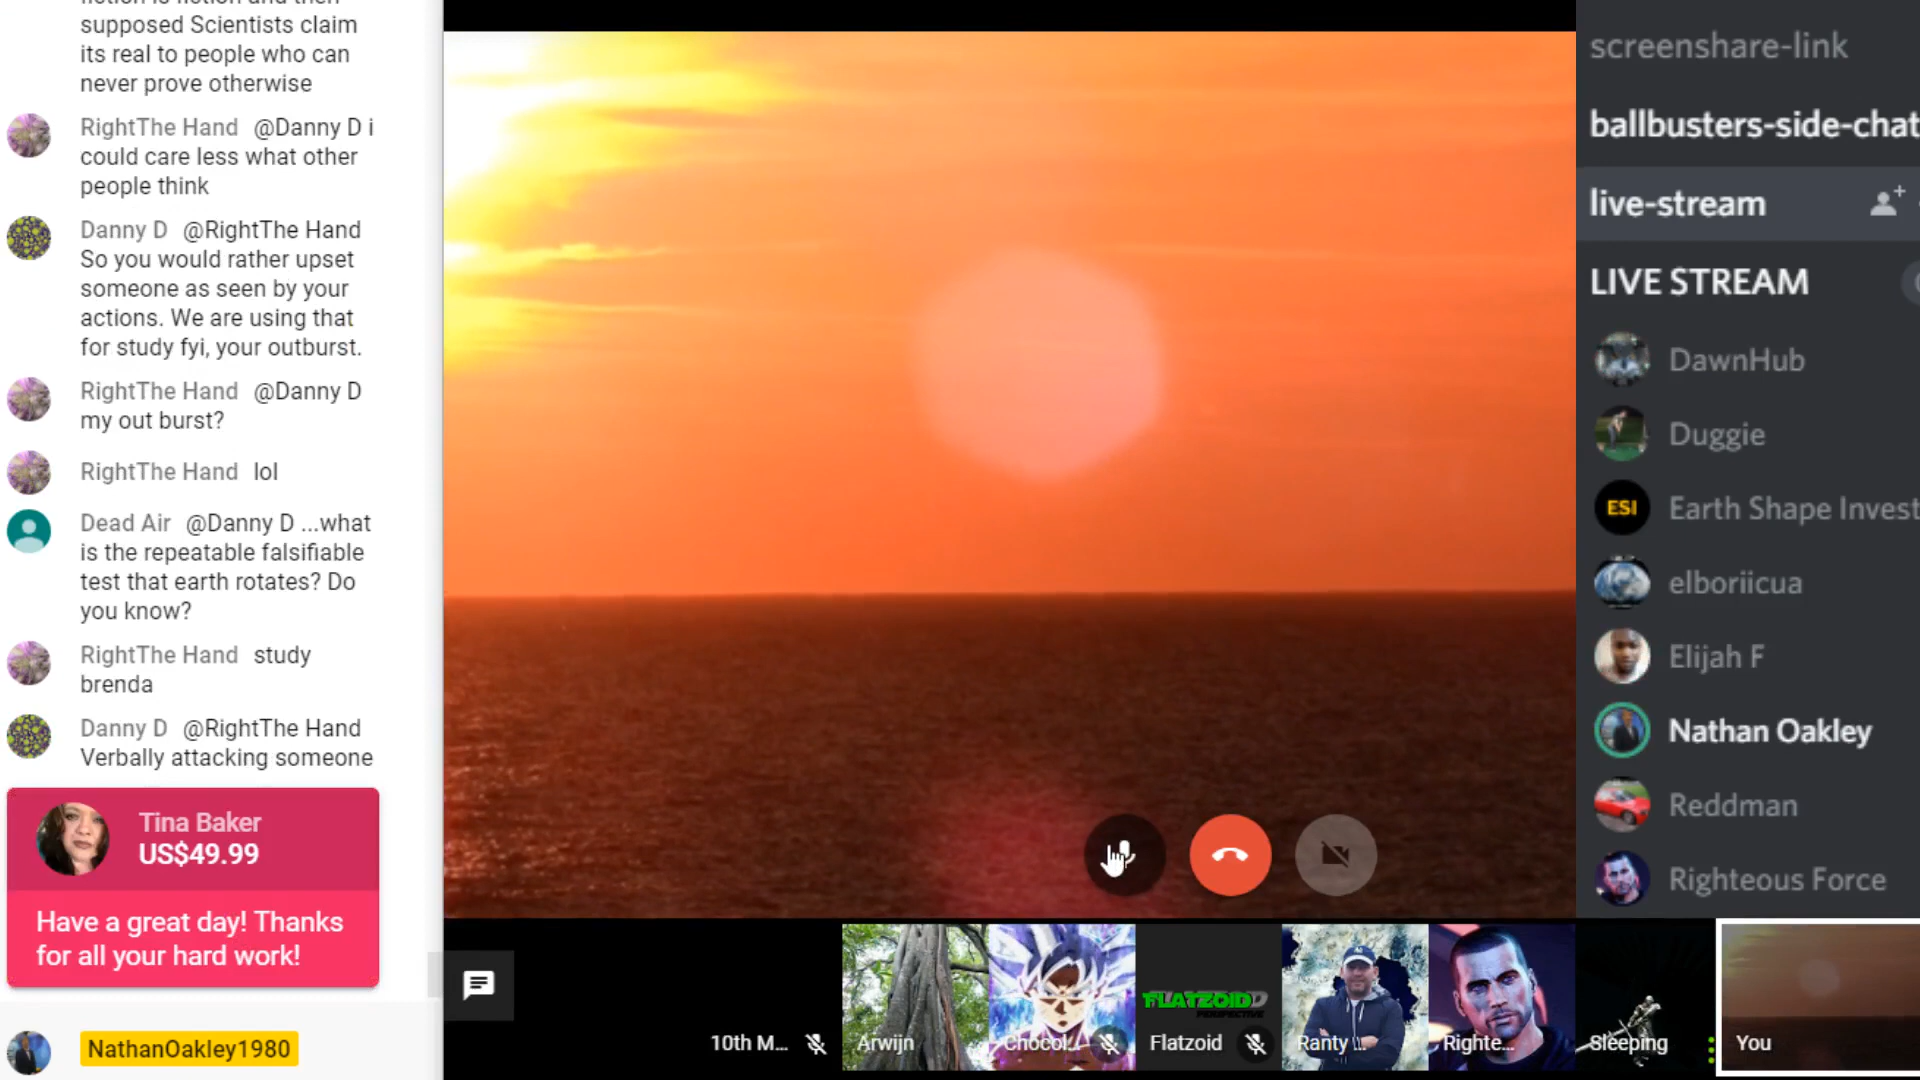 supposed Scientists claim
its real to people who can
never prove otherwise
RightThe Hand @Danny D i
could care less what other
people think
Danny D @RightThe Hand
So you would rather upset
someone as seen by your
actions. We are using that
for study fyi, your outburst.
RightThe Hand @Danny D
my out burst?
RightThe Hand lol
Dead Air @Danny D ...what
is the repeatable falsifiable
test that earth rotates? Do
you know?
RightThe Hand study
brenda
Danny D @RightThe Hand
Verbally attacking someone
Tina Baker
US$49.99
Have a great day! Thanks
for all your hard work!
NathanOakley1980
screenshare-link
ballbusters-side-chat
live-stream
LIVE STREAM
DawnHub
Duggie
ESI
Earth Shape Invest
elboriicua
Elijah F
Nathan Oakley
Reddman
Righteous Force
10th M...
Arwijn
Chocol...
FLATZOID
PERSPECTIVE
Flatzoid
Ranty ...
Righte...
Sleeping
You